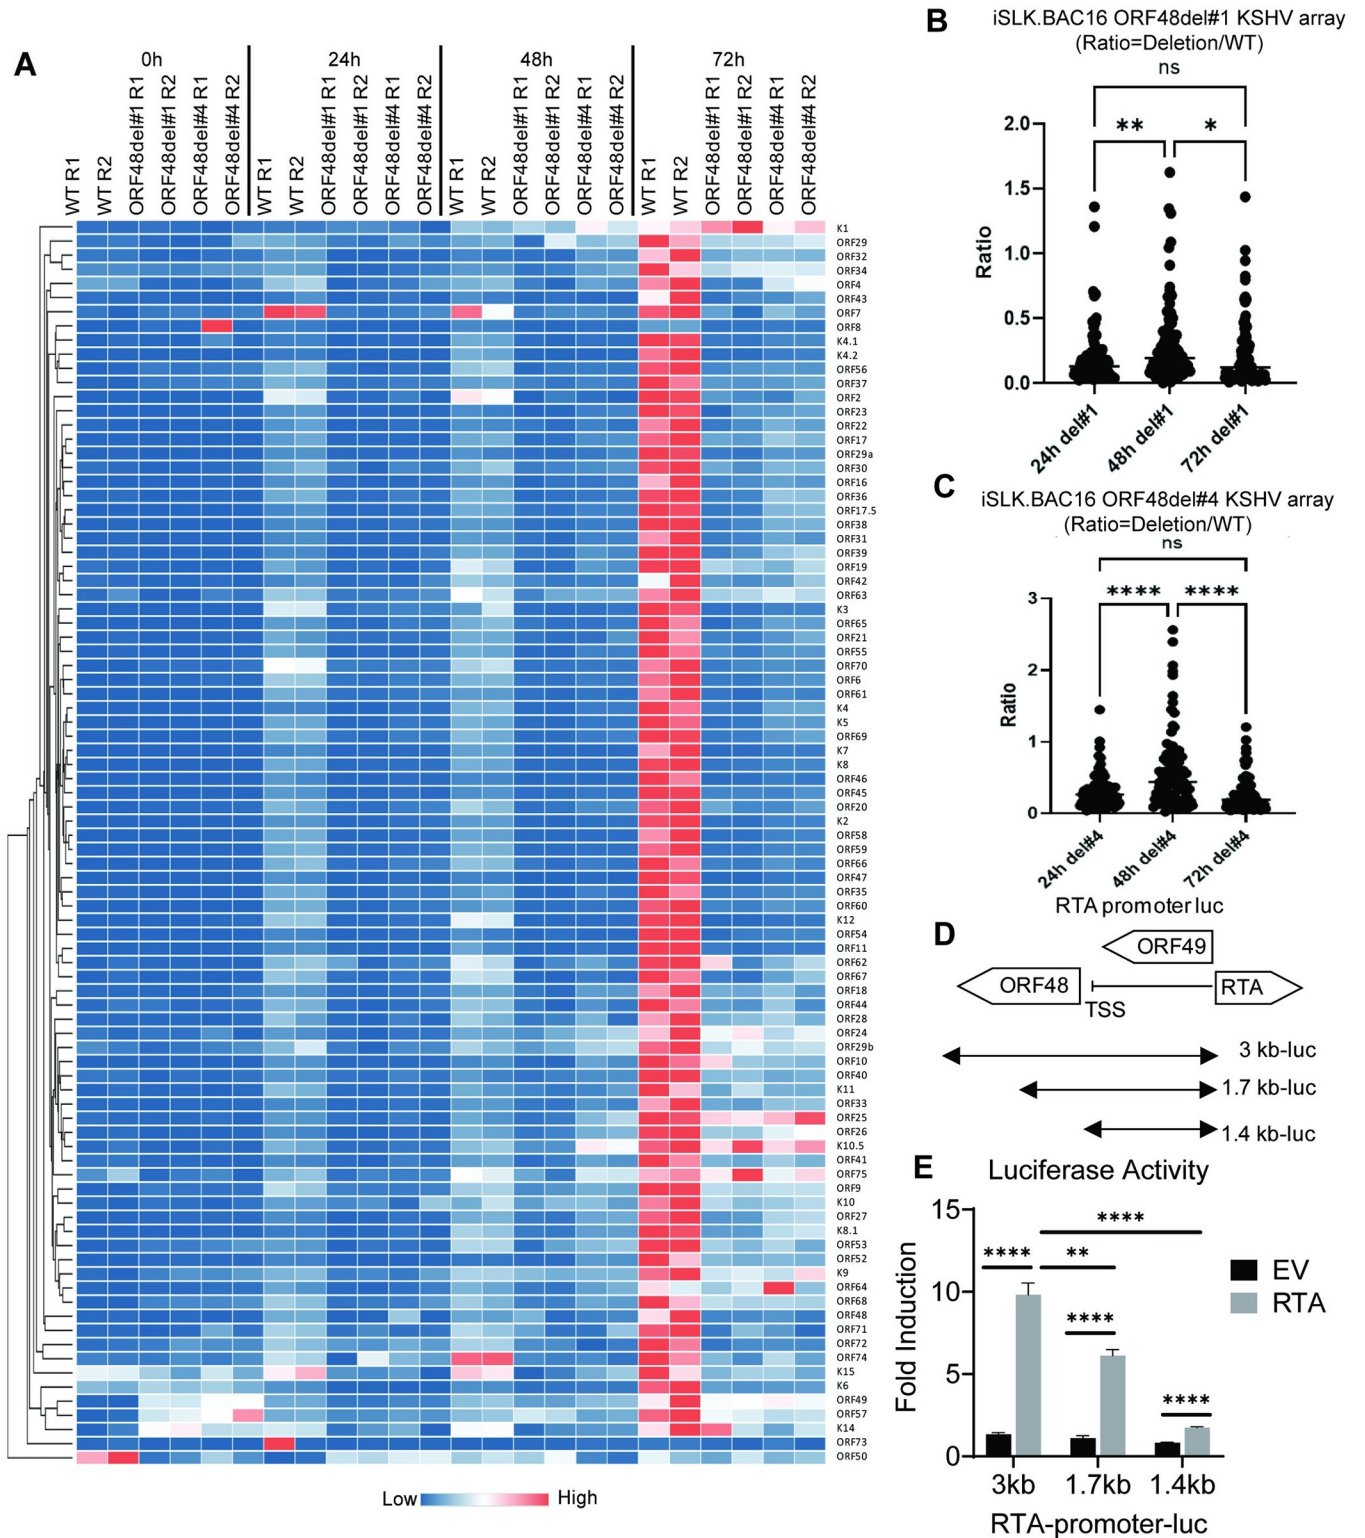 A
0h
24h
48h
72h
WT R1
WT R2
ORF48del#1 R1
ORF48del#1 R2
ORF48del#4 R1
ORF48del#4 R2
WT R1
WT R2
ORF48del#1 R1
ORF48del#1 R2
ORF48del#4 R1
ORF48del#4 R2
WT R1
WT R2
ORF48del#1 R1
ORF48del#1 R2
ORF48del#4 R1
ORF48del#4 R2
WT R1
WT R2
ORF48del#1 R1
ORF48del#1 R2
ORF48del#4 R1
ORF48del#4 R2
K1
ORF29
ORF32
ORF34
ORF4
ORF43
ORF7
ORF8
K4.1
K4.2
ORF56
ORF37
ORF2
ORF23
ORF22
ORF17
ORF29a
ORF30
ORF16
ORF36
ORF17.5
ORF38
ORF31
ORF39
ORF19
ORF42
ORF63
K3
ORF65
ORF21
ORF55
ORF70
ORF6
ORF61
K4
K5
ORF69
K7
K8
ORF46
ORF45
ORF20
K2
ORF58
ORF59
ORF66
ORF47
ORF35
ORF60
K12
ORF54
ORF11
ORF62
ORF67
ORF18
ORF44
ORF28
ORF24
ORF29b
ORF10
ORF40
K11
ORF33
ORF25
ORF26
K10.5
ORF41
ORF75
ORF9
K10
ORF27
K8.1
ORF53
ORF52
K9
ORF64
ORF68
ORF48
ORF71
ORF72
ORF74
K15
K6
ORF49
ORF57
K14
ORF73
ORF50
Low
High
B
iSLK.BAC16 ORF48del#1 KSHV array
(Ratio=Deletion/WT)
ns
** *
2.0
1.5
1.0
0.5
0.0
Ratio
24h del#1
48h del#1
72h del#1
C
iSLK.BAC16 ORF48del#4 KSHV array
(Ratio=Deletion/WT)
ns
**** ****
3
2
1
0
Ratio
24h del#4
48h del#4
72h del#4
RTA promoter luc
D
ORF49
ORF48
TSS
RTA
3 kb-luc
1.7 kb-luc
1.4 kb-luc
E
Luciferase Activity
15
10
5
0
Fold Induction
****
**** **
****
****
EV
RTA
3kb
1.7kb
1.4kb
RTA-promoter-luc